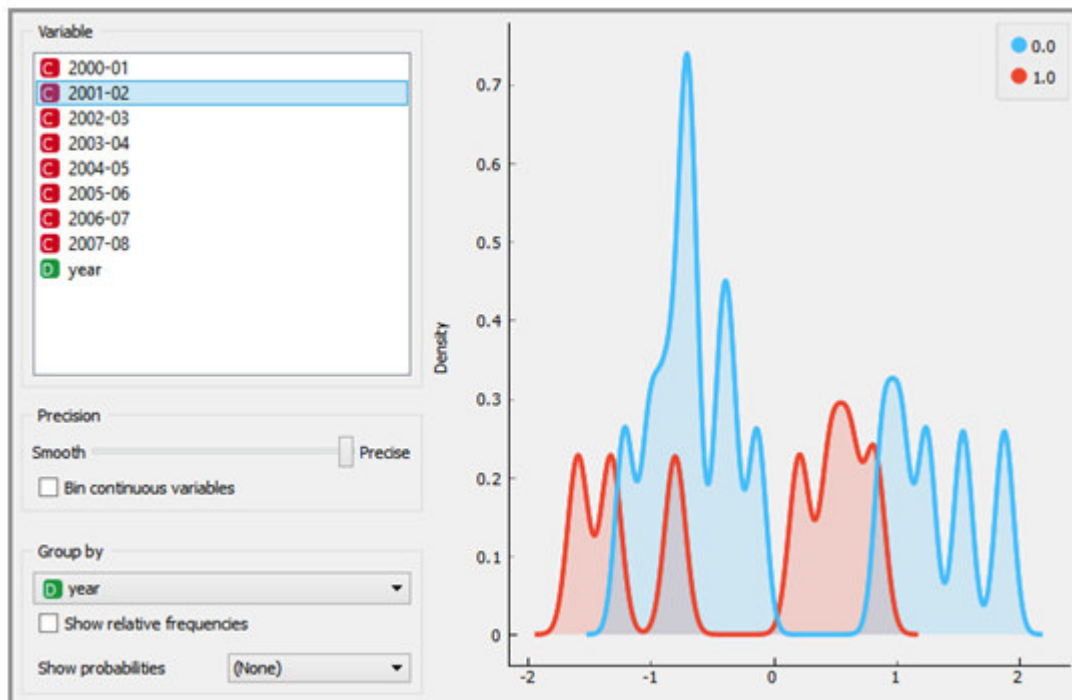 Variable
C 2000-01
C 2001-02
C 2002-03
C 2003-04
C 2004-05
C 2005-06
C 2006-07
C 2007-08
D year
Precision
Smooth Precise
Bin continuous variables
Group by
D year
Show relative frequencies
Show probabilities (None)
Density
0.7
0.6
0.5
0.4
0.3
0.2
0.1
0
-2 -1 0 1 2
0.0
1.0